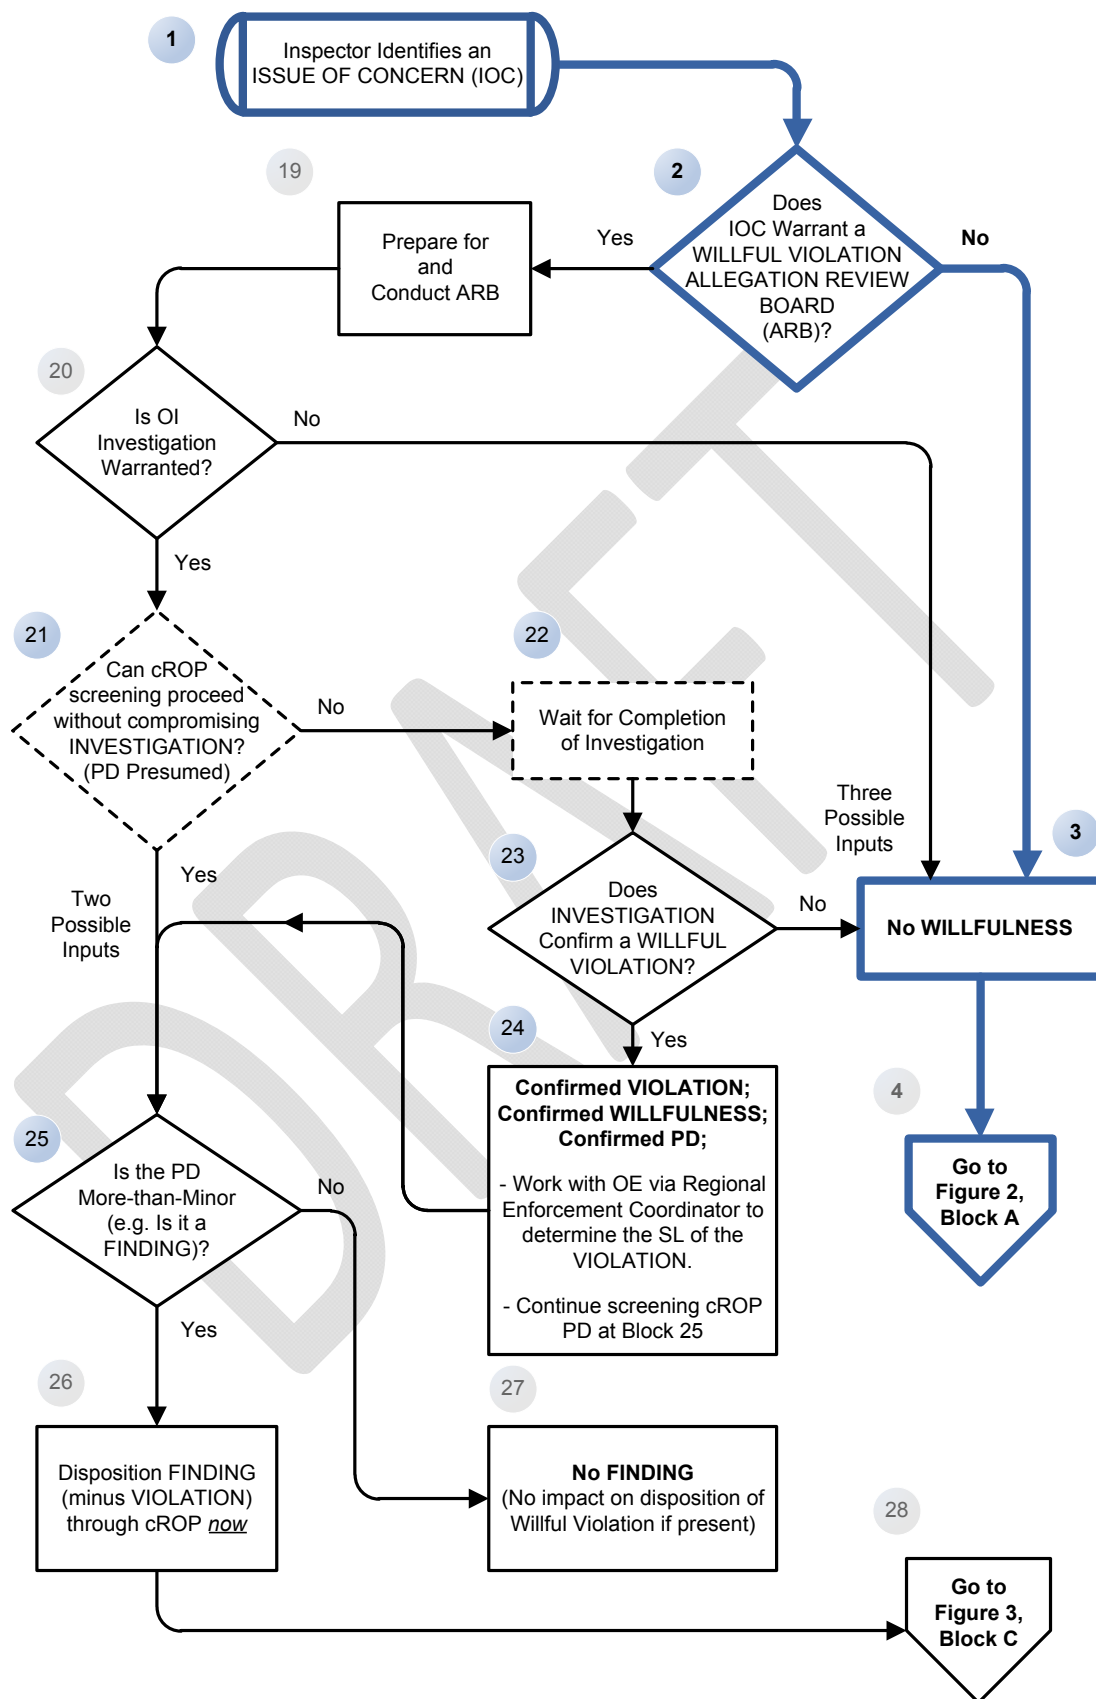 1
Inspector Identifies an
ISSUE OF CONCERN (IOC)
19
2
Does
IOC Warrant a
WILLFUL VIOLATION
ALLEGATION REVIEW
BOARD
(ARB)?
Yes
No
Prepare for
and
Conduct ARB
20
Is OI
Investigation
Warranted?
No
Yes
21
Can cROP
screening proceed
without compromising
INVESTIGATION?
(PD Presumed)
No
22
Wait for Completion
of Investigation
Three
Possible
Inputs
3
No WILLFULNESS
Yes
Two
Possible
Inputs
23
Does
INVESTIGATION
Confirm a WILLFUL
VIOLATION?
No
Yes
24
Confirmed VIOLATION;
Confirmed WILLFULNESS;
Confirmed PD;
- Work with OE via Regional
Enforcement Coordinator to
determine the SL of the
VIOLATION.
- Continue screening cROP
PD at Block 25
4
Go to
Figure 2,
Block A
25
Is the PD
More-than-Minor
(e.g. Is it a
FINDING)?
No
Yes
26
Disposition FINDING
(minus VIOLATION)
through cROP now
27
No FINDING
(No impact on disposition of
Willful Violation if present)
28
Go to
Figure 3,
Block C
DRAFT